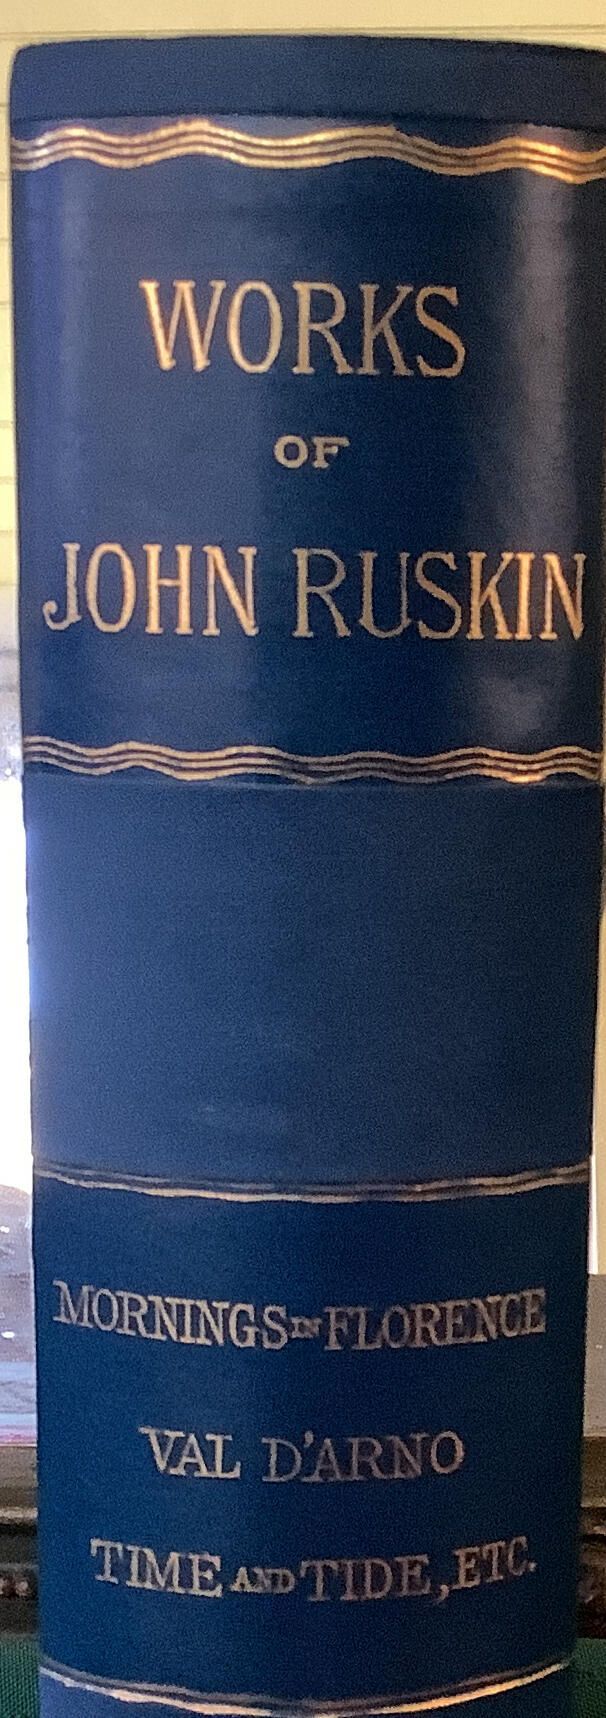 WORKS
OF
JOHN RUSKIN
MORNINGS IN FLORENCE
VAL D'ARNO
TIME AND TIDE, ETC.